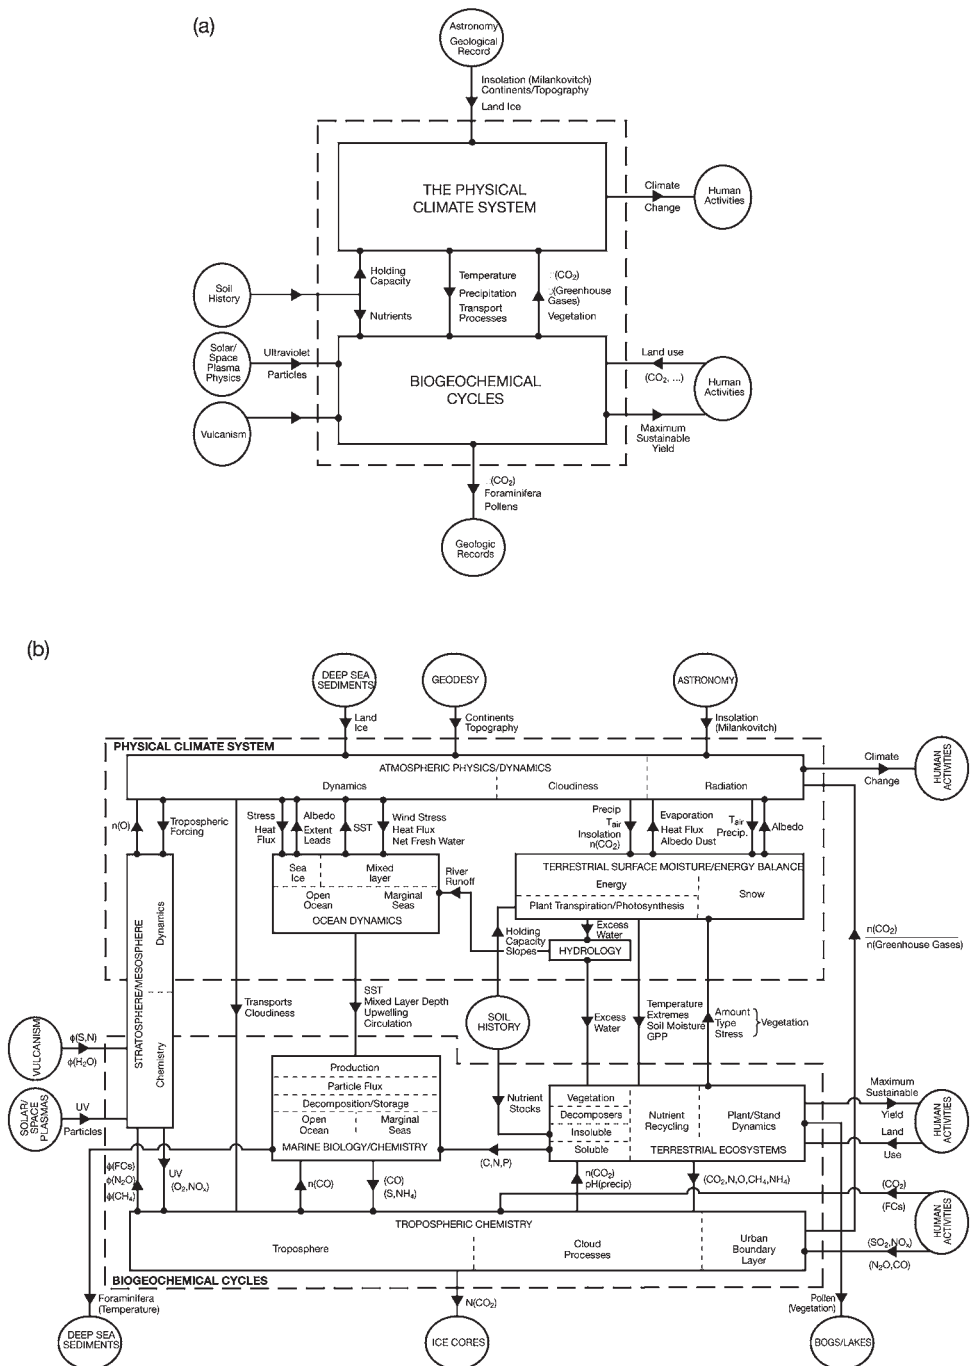 (a)
Astronomy
Geological
Record
Insolation (Milankovitch)
Continents/Topography
Land Ice
THE PHYSICAL
CLIMATE SYSTEM
Climate
Change
Human
Activities
Holding
Capacity
Nutrients
Temperature
Precipitation
Transport
Processes
(CO₂)
(Greenhouse
Gases)
Vegetation
Soil
History
Solar/
Space
Plasma
Physics
Ultraviolet
Particles
Vulcanism
BIOGEOCHEMICAL
CYCLES
Land use
(CO₂, ...)
Human
Activities
Maximum
Sustainable
Yield
(CO₂)
Foraminifera
Pollens
Geologic
Records
(b)
DEEP SEA
SEDIMENTS
GEODESY
ASTRONOMY
Land
Ice
Continents
Topography
Insolation
(Milankovitch)
PHYSICAL CLIMATE SYSTEM
ATMOSPHERIC PHYSICS/DYNAMICS
Dynamics
Cloudiness
Radiation
Climate
Change
HUMAN
ACTIVITIES
n(O)
Tropospheric
Forcing
Stress
Heat
Flux
Albedo
Extent
Leads
SST
Wind Stress
Heat Flux
Net Fresh Water
Precip
Tair
Insolation
n(CO₂)
Evaporation
Heat Flux
Albedo Dust
Tair
Precip.
Albedo
Sea
Ice
Mixed
layer
Open
Ocean
Marginal
Seas
OCEAN DYNAMICS
River
Runoff
TERRESTRIAL SURFACE MOISTURE/ENERGY BALANCE
Energy
Snow
Plant Transpiration/Photosynthesis
Holding
Capacity
Slopes
Excess
Water
HYDROLOGY
n(CO₂)
n(Greenhouse Gases)
STRATOSPHERE/MESOSPHERE
Dynamics
Chemistry
Transports
Cloudiness
SST
Mixed Layer Depth
Upwelling
Circulation
SOIL
HISTORY
Excess
Water
Temperature
Extremes
Soil Moisture
GPP
Amount
Type
Stress
Vegetation
VULCANISM
ϕ(S,N)
ϕ(H₂O)
SOLAR/
SPACE
PLASMAS
UV
Particles
Production
Particle Flux
Decomposition/Storage
Open
Ocean
Marginal
Seas
MARINE BIOLOGY/CHEMISTRY
Nutrient
Stocks
Vegetation
Decomposers
Insoluble
Soluble
Nutrient
Recycling
Plant/Stand
Dynamics
TERRESTRIAL ECOSYSTEMS
Maximum
Sustainable
Yield
Land
Use
HUMAN
ACTIVITIES
ϕ(FCs)
ϕ(N₂O)
ϕ(CH₄)
UV
(O₂,NOₓ)
n(CO)
(CO)
(S,NH₄)
(C,N,P)
n(CO₂)
pH(precip)
(CO₂,N,O,CH₄,NH₄)
(CO₂)
(FCs)
HUMAN
ACTIVITIES
(SO₂,NOₓ)
(N₂O,CO)
TROPOSPHERIC CHEMISTRY
Troposphere
Cloud
Processes
Urban
Boundary
Layer
BIOGEOCHEMICAL CYCLES
Foraminifera
(Temperature)
N(CO₂)
Pollen
(Vegetation)
DEEP SEA
SEDIMENTS
ICE CORES
BOGS/LAKES